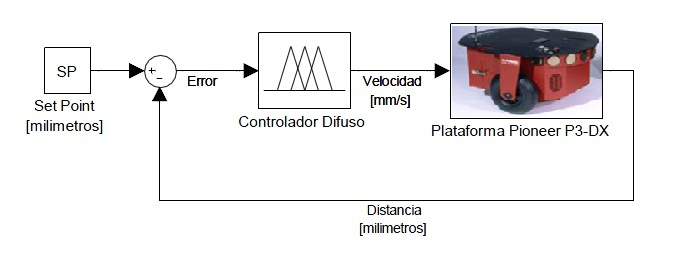 SP
Set Point
[milimetros]
+
−
Error
Controlador Difuso
Velocidad
[mm/s]
Plataforma Pioneer P3-DX
Distancia
[milimetros]